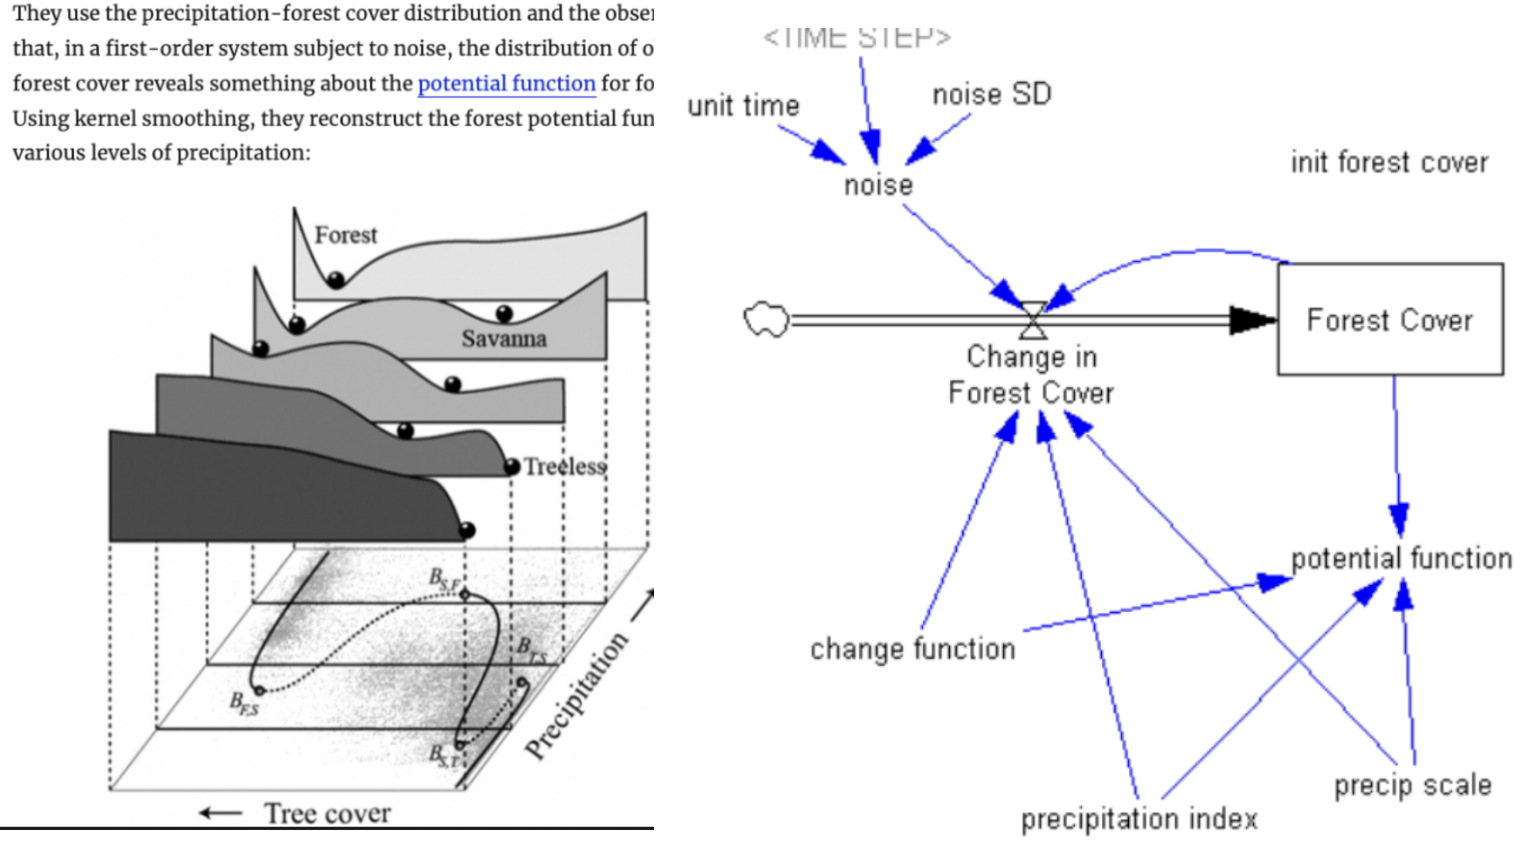 They use the precipitation-forest cover distribution and the obse
that, in a first-order system subject to noise, the distribution of o
forest cover reveals something about the potential function for fo
Using kernel smoothing, they reconstruct the forest potential fun
various levels of precipitation:
Forest
Savanna
Treeless
B_{S,F}
B_{T,S}
B_{F,S}
B_{S,T}
Precipitation
Tree cover
<TIME STEP>
unit time
noise SD
noise
init forest cover
Forest Cover
Change in
Forest Cover
potential function
change function
precip scale
precipitation index